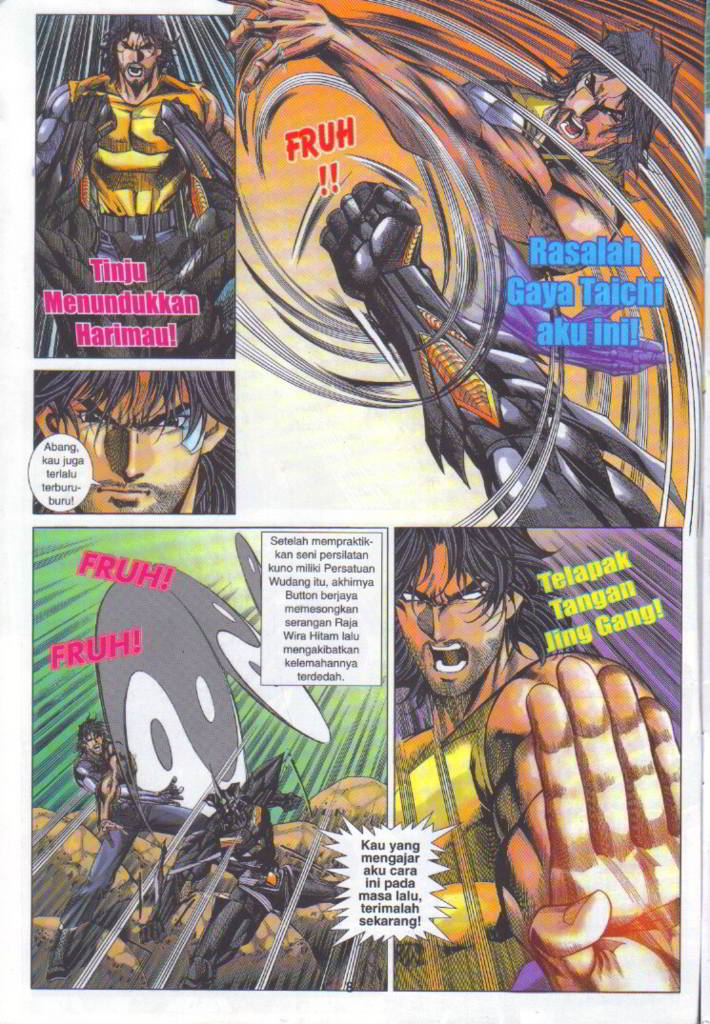 Tinju
Menundukkan
Harimau!
FRUH
!!
Rasalah
Gaya Taichi
aku ini!
Abang,
kau juga
terlalu
terburu-
buru!
FRUH!
FRUH!
Setelah mempraktik-
kan seni persilatan
kuno miliki Persatuan
Wudang itu, akhirnya
Button berjaya
memesongkan
serangan Raja
Wira Hitam lalu
mengakibatkan
kelemahannya
terdedah.
Telapak
Tangan
Jing Gang!
Kau yang
mengajar
aku cara
ini pada
masa lalu,
terimalah
sekarang!
8